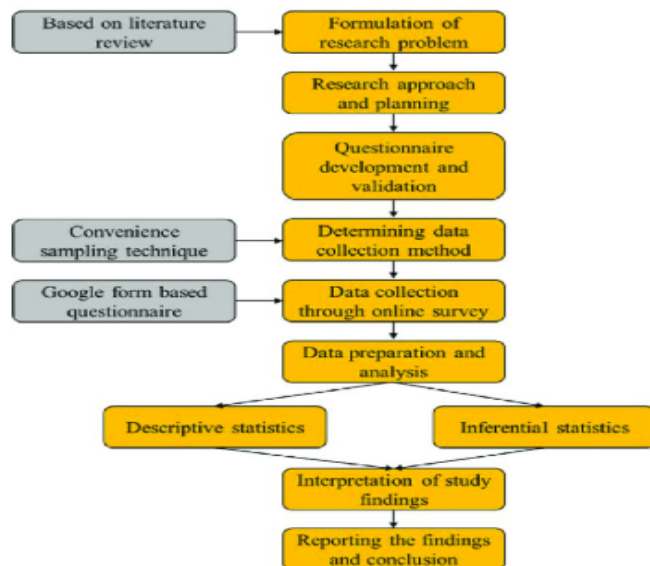 Based on literature
review
Formulation of
research problem
Research approach
and planning
Questionnaire
development and
validation
Convenience
sampling technique
Determining data
collection method
Google form based
questionnaire
Data collection
through online survey
Data preparation and
analysis
Descriptive statistics
Inferential statistics
Interpretation of study
findings
Reporting the findings
and conclusion